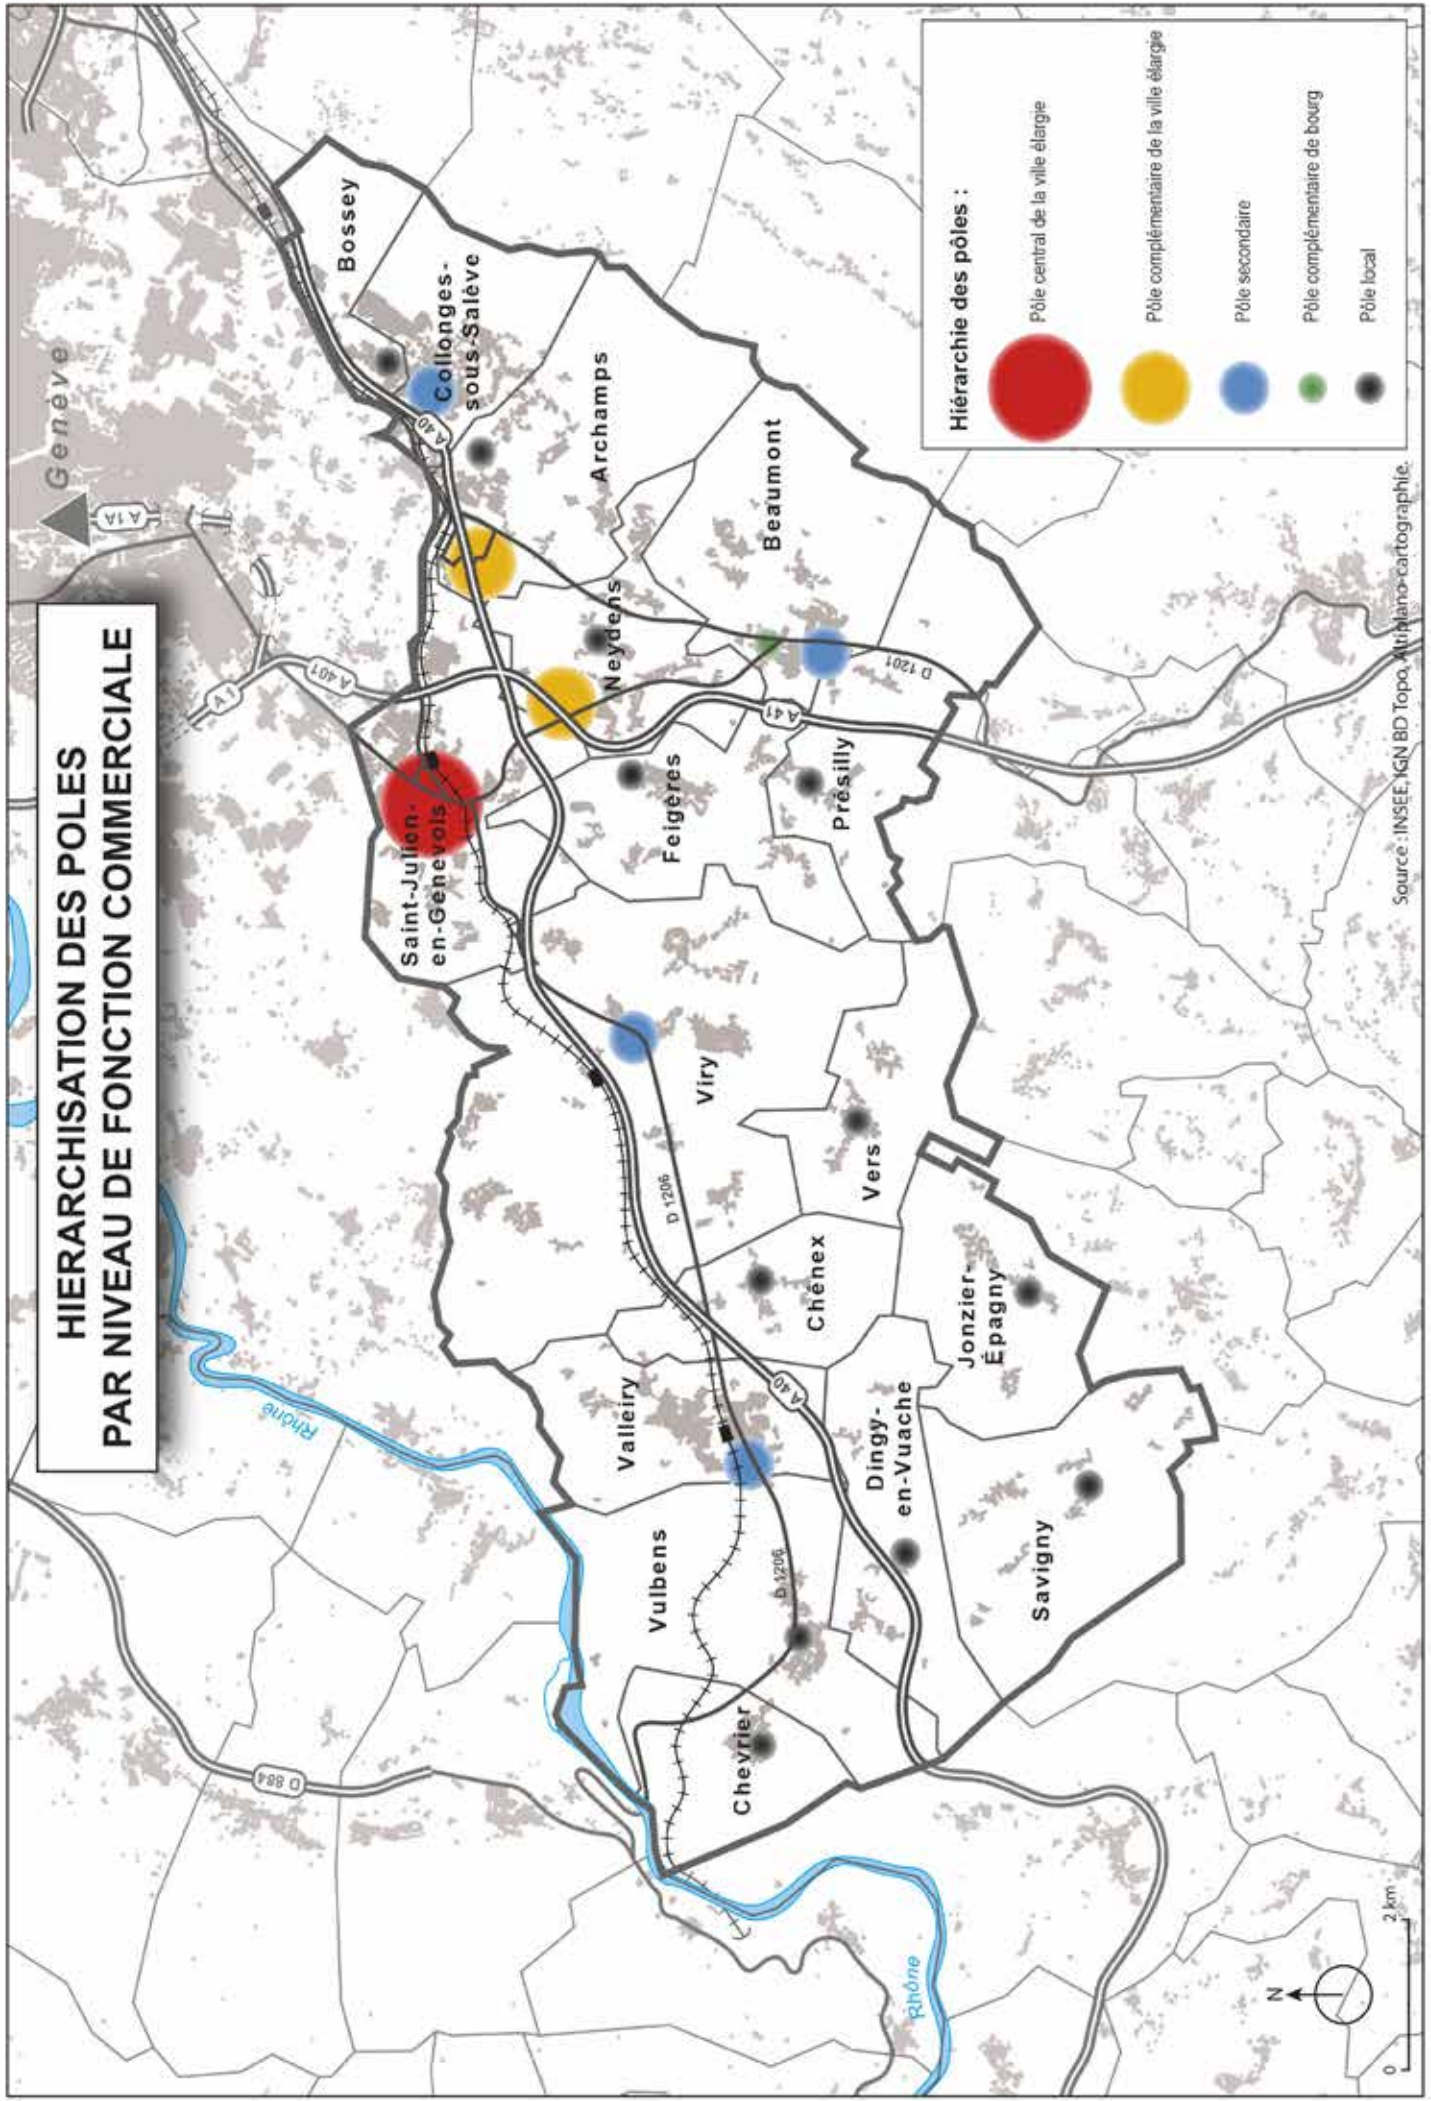 HIERARCHISATION DES POLES
PAR NIVEAU DE FONCTION COMMERCIALE
Genève
A 1A
A 1
A 401
Bossey
Collonges-
sous-Salève
A 40
Archamps
Saint-Julien-
en-Genevois
Neydens
Beaumont
Feigères
A 41
D 1201
Présilly
Viry
D 1206
Vers
Chénex
Jonzier-
Épagny
Valleiry
A 40
Dingy-
en-Vuache
Savigny
Vulbens
D 1206
Chevrier
Rhône
D 884
Rhône
Hiérarchie des pôles :
Pôle central de la ville élargie
Pôle complémentaire de la ville élargie
Pôle secondaire
Pôle complémentaire de bourg
Pôle local
N
0
2 km
Source : INSEE, IGN BD Topo, Altiplano cartographie.